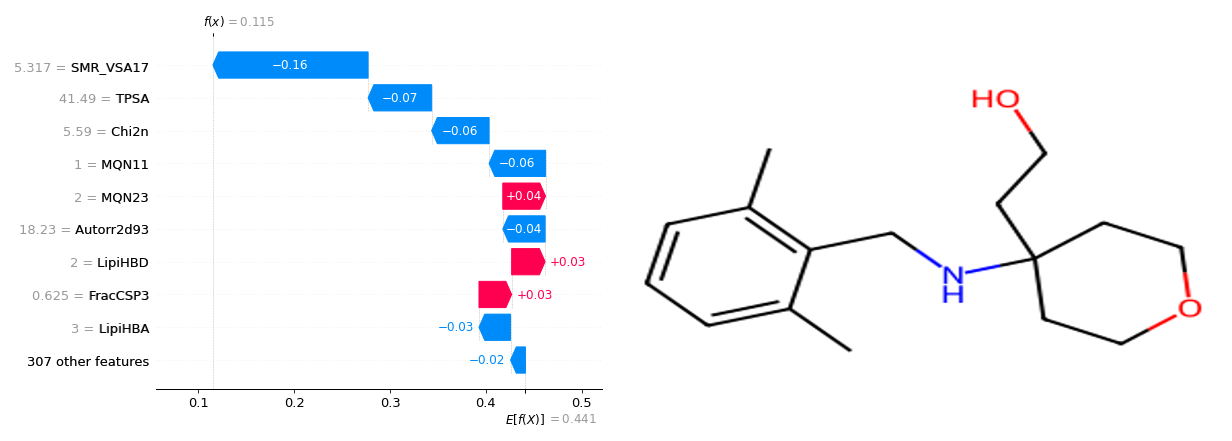 f(x) = 0.115
5.317 = SMR_VSA17
−0.16
41.49 = TPSA
−0.07
5.59 = Chi2n
−0.06
1 = MQN11
−0.06
2 = MQN23
+0.04
18.23 = Autorr2d93
−0.04
2 = LipiHBD
+0.03
0.625 = FracCSP3
+0.03
3 = LipiHBA
−0.03
307 other features
−0.02
0.1 0.2 0.3 0.4 0.5
E[f(X)] = 0.441
HO
N
H
O